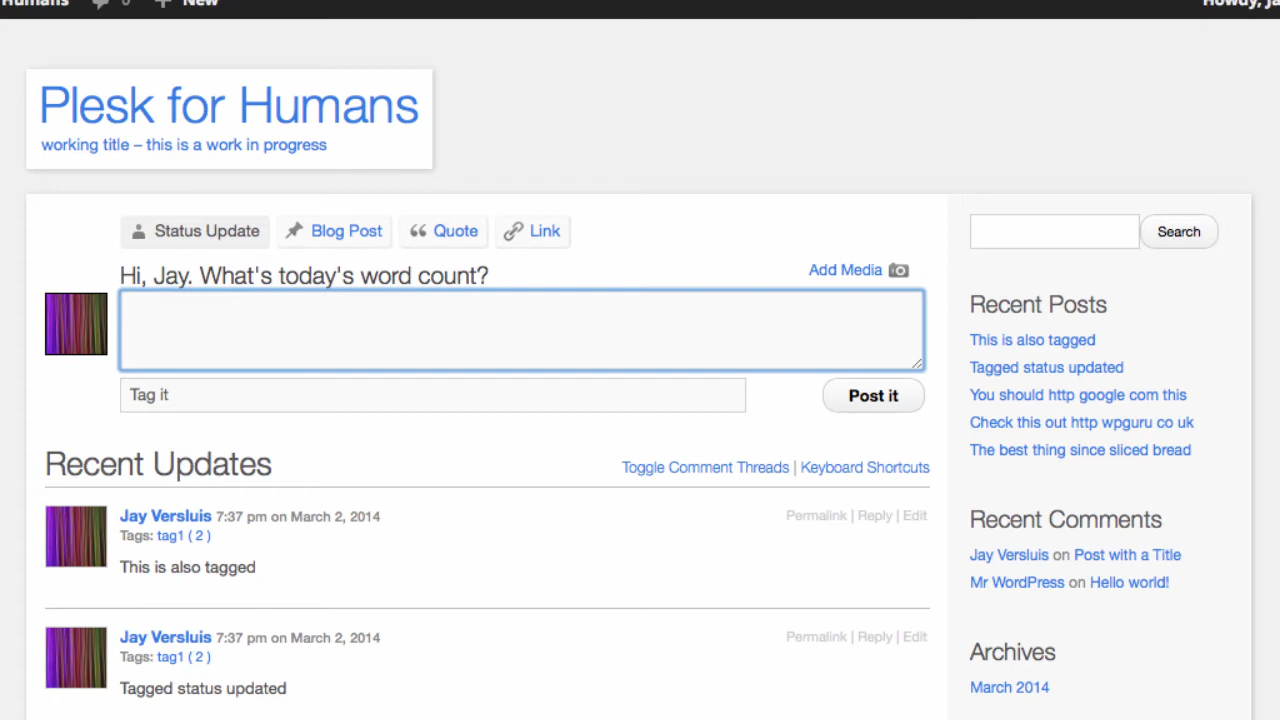 Humans 0 New Howdy, Ja
Plesk for Humans
working title – this is a work in progress
Status Update Blog Post Quote Link
Hi, Jay. What's today's word count?
Add Media
Tag it
Post it
Recent Updates
Toggle Comment Threads | Keyboard Shortcuts
Jay Versluis 7:37 pm on March 2, 2014
Permalink | Reply | Edit
Tags: tag1 ( 2 )
This is also tagged
Jay Versluis 7:37 pm on March 2, 2014
Permalink | Reply | Edit
Tags: tag1 ( 2 )
Tagged status updated
Search
Recent Posts
This is also tagged
Tagged status updated
You should http google com this
Check this out http wpguru co uk
The best thing since sliced bread
Recent Comments
Jay Versluis on Post with a Title
Mr WordPress on Hello world!
Archives
March 2014